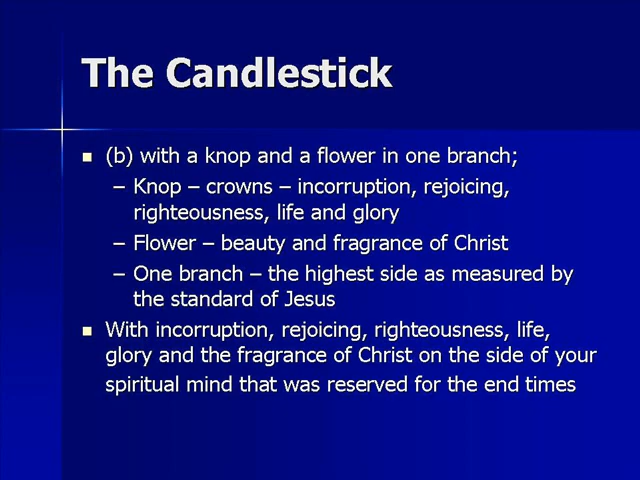 The Candlestick
(b) with a knop and a flower in one branch;
– Knop – crowns – incorruption, rejoicing,
righteousness, life and glory
– Flower – beauty and fragrance of Christ
– One branch – the highest side as measured by
the standard of Jesus
With incorruption, rejoicing, righteousness, life,
glory and the fragrance of Christ on the side of your
spiritual mind that was reserved for the end times